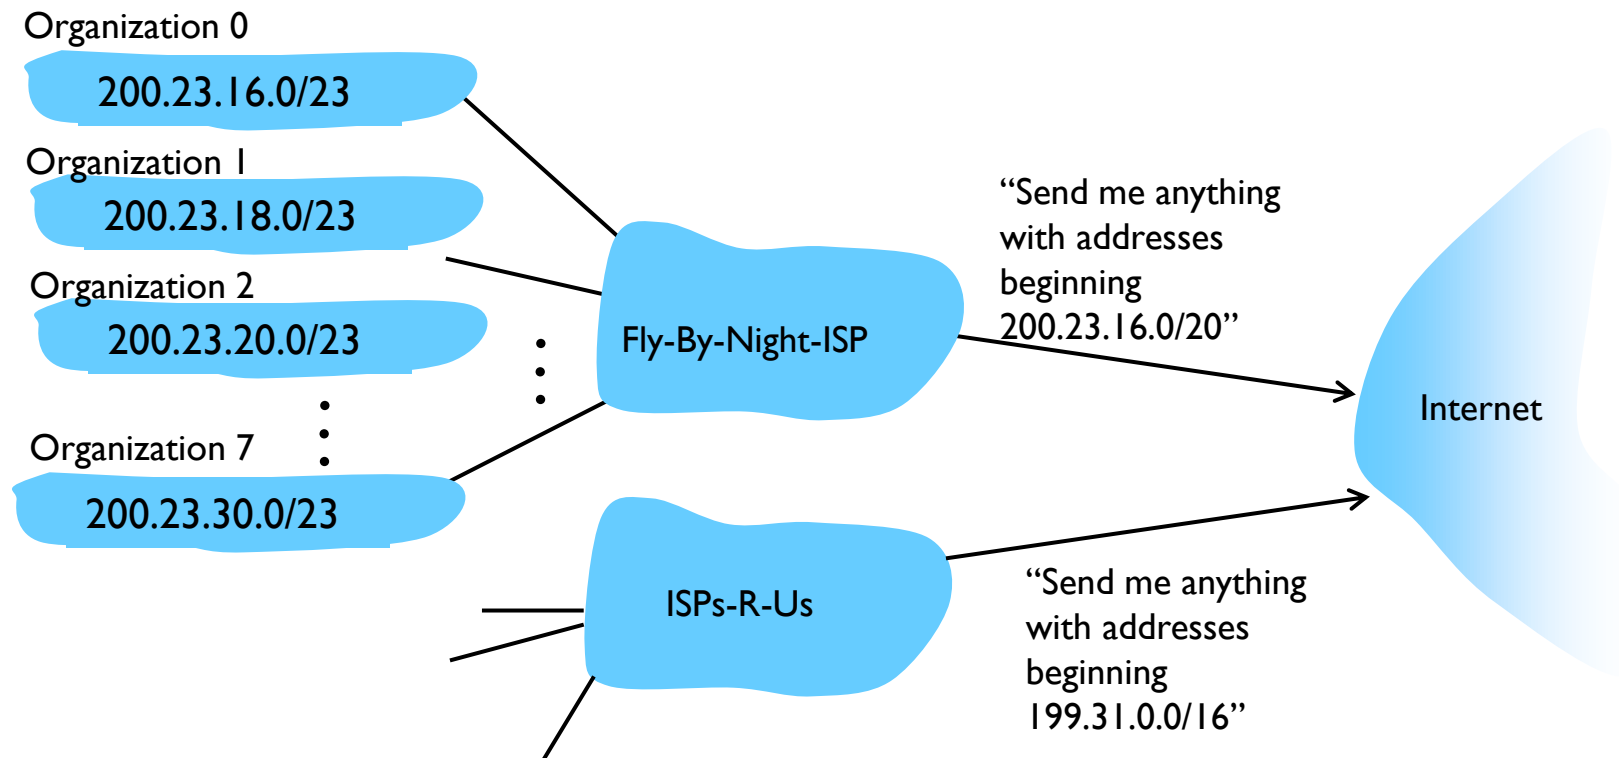 Organization 0
200.23.16.0/23
Organization 1
200.23.18.0/23
Organization 2
200.23.20.0/23
Organization 7
200.23.30.0/23
Fly-By-Night-ISP
“Send me anything
with addresses
beginning
200.23.16.0/20”
Internet
ISPs-R-Us
“Send me anything
with addresses
beginning
199.31.0.0/16”